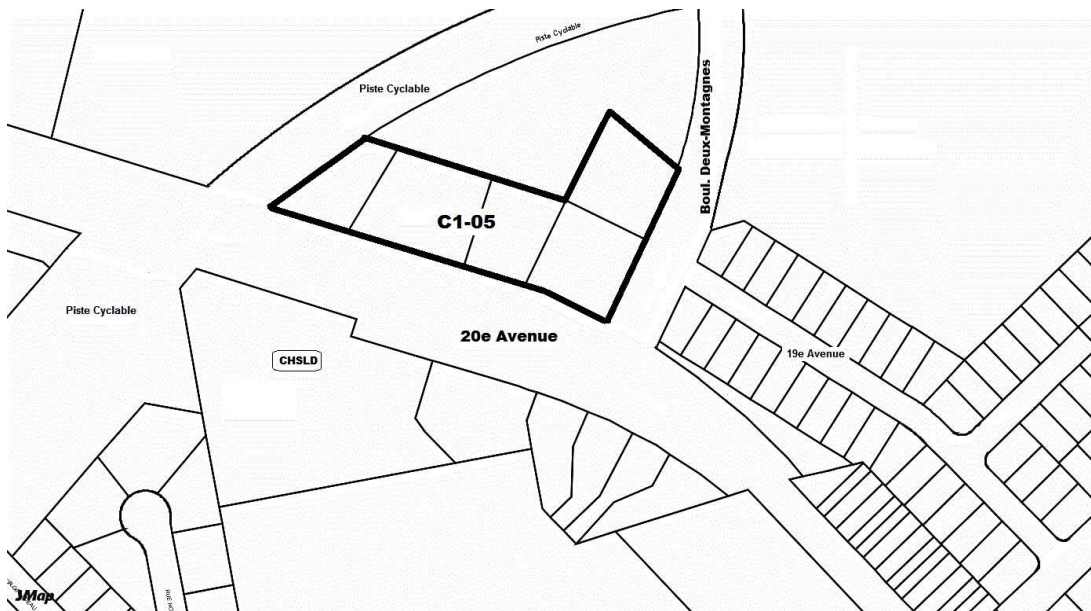 Piste Cyclable
Piste Cyclable
Boul. Deux-Montagnes
C1-05
Piste Cyclable
20e Avenue
19e Avenue
CHSLD
JMap